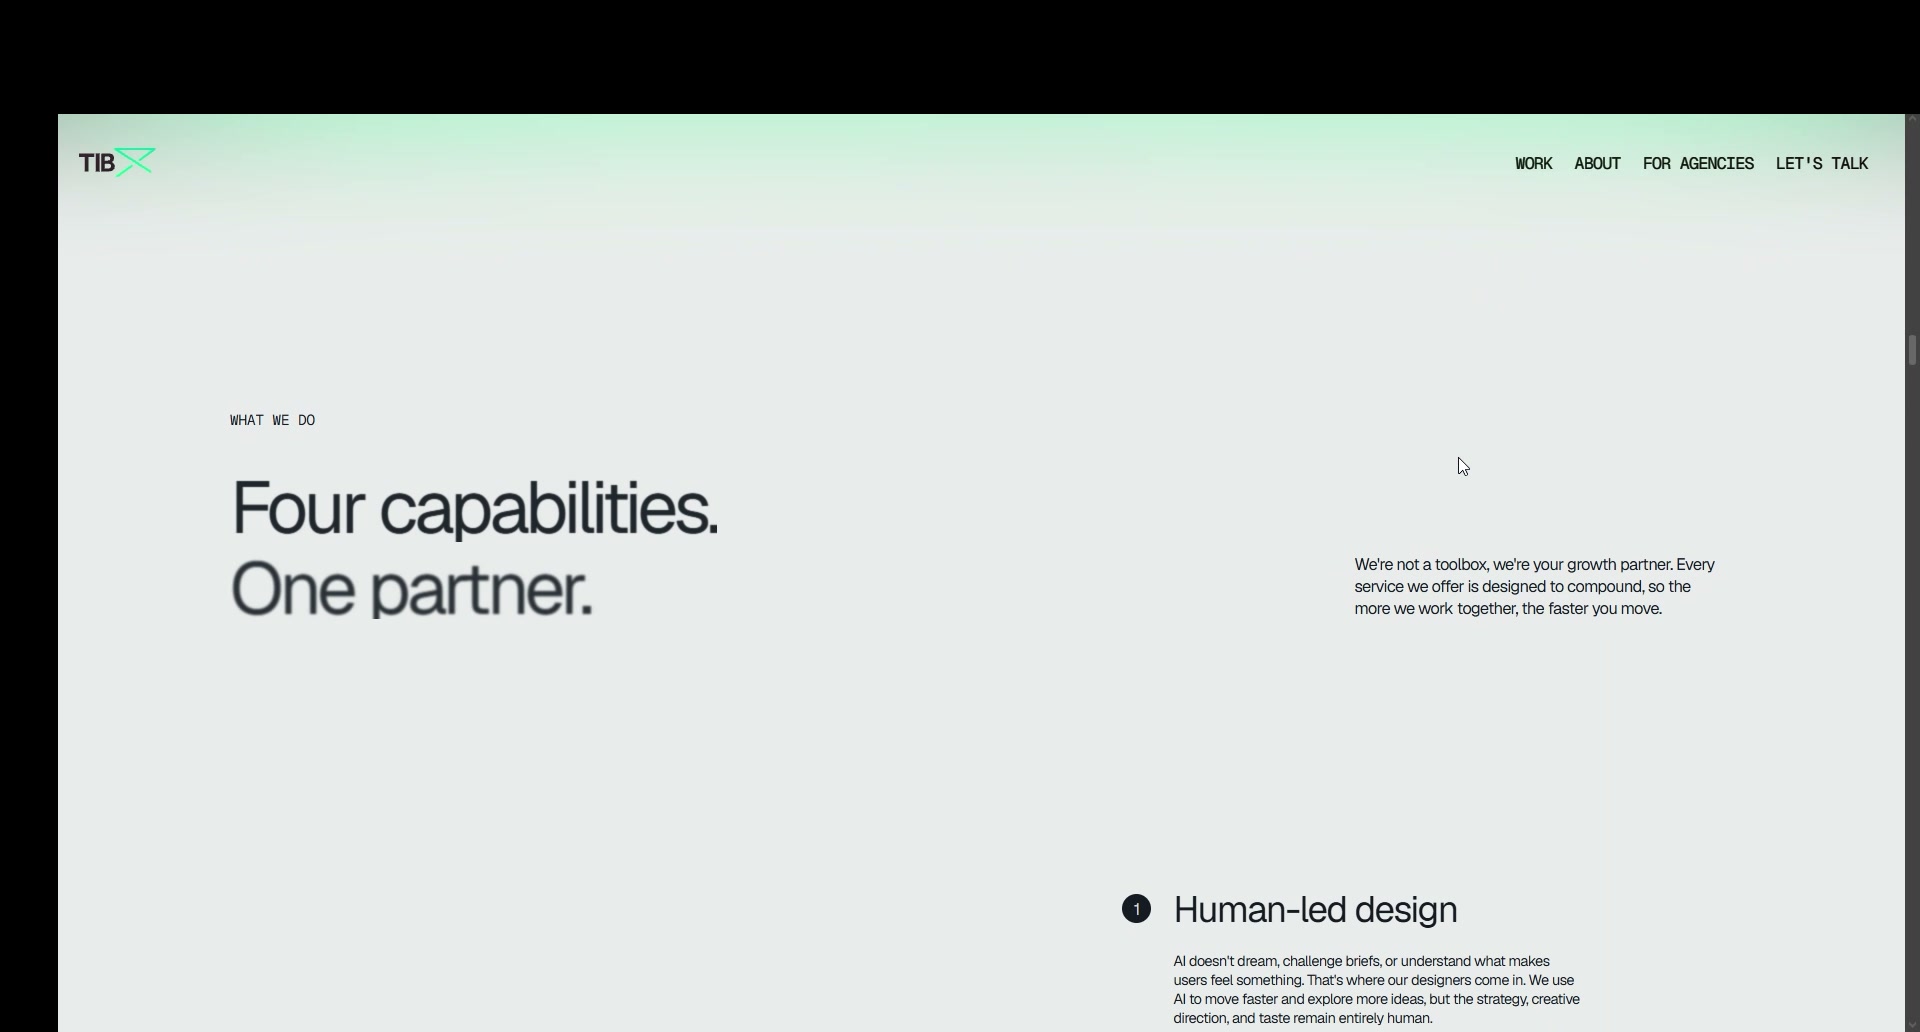 TIB
WORK ABOUT FOR AGENCIES LET'S TALK
WHAT WE DO
Four capabilities.
One partner.
We're not a toolbox, we're your growth partner. Every
service we offer is designed to compound, so the
more we work together, the faster you move.
1 Human-led design
AI doesn't dream, challenge briefs, or understand what makes
users feel something. That's where our designers come in. We use
AI to move faster and explore more ideas, but the strategy, creative
direction, and taste remain entirely human.